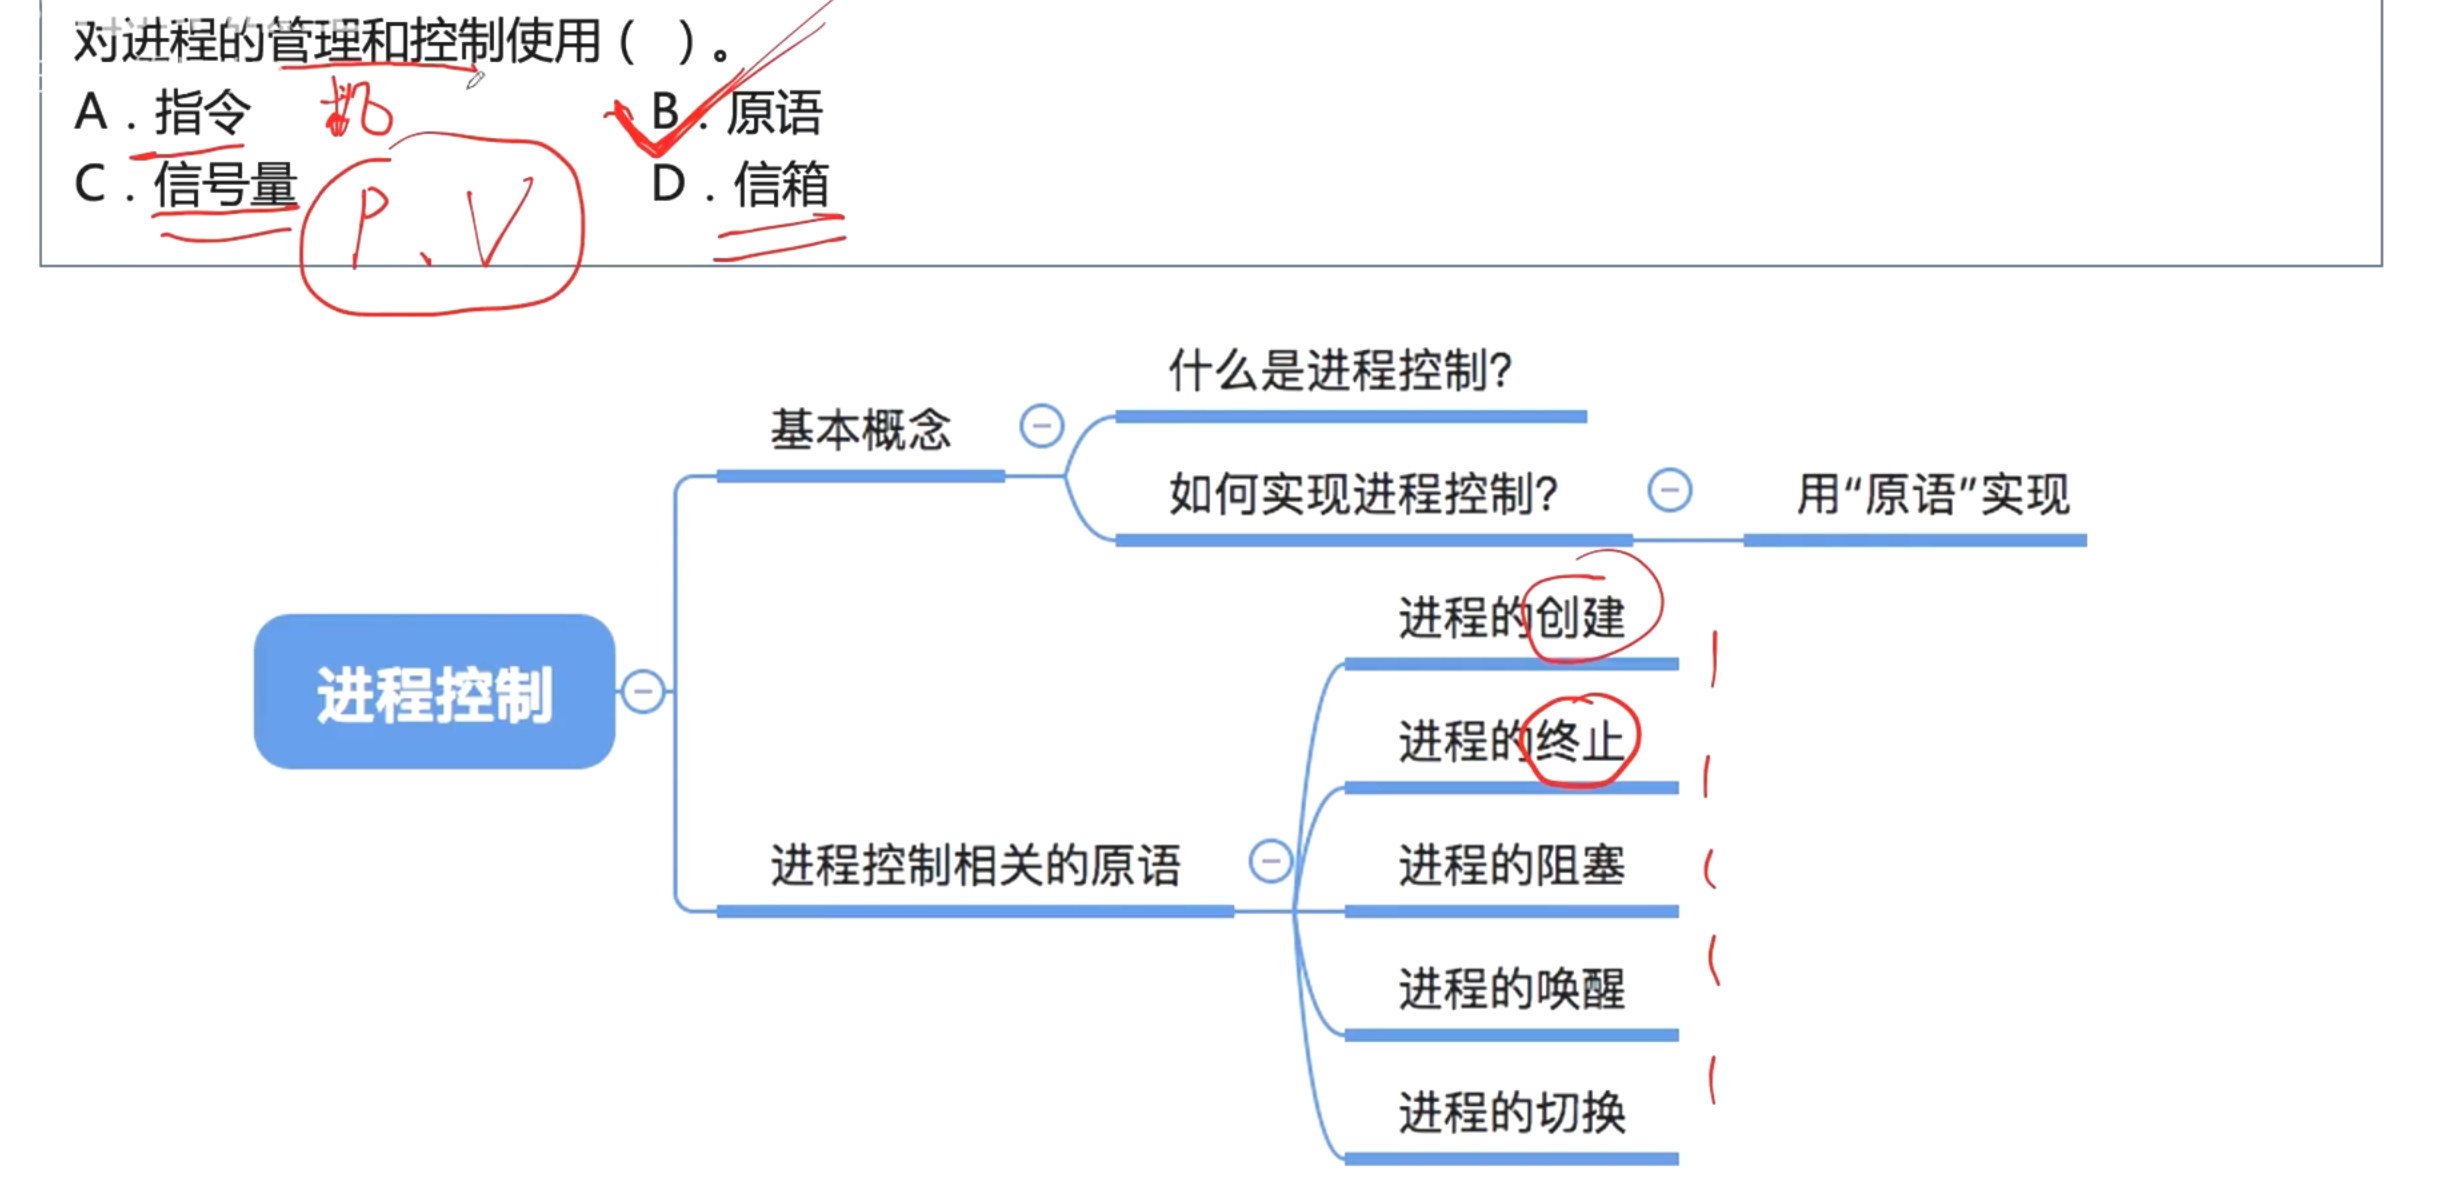 对进程的管理和控制使用（ ）。
A．指令
B．原语
C．信号量
P、V
D．信箱
什么是进程控制？
基本概念
如何实现进程控制？
用“原语”实现
进程控制
进程控制相关的原语
进程的创建
进程的终止
进程的阻塞
进程的唤醒
进程的切换